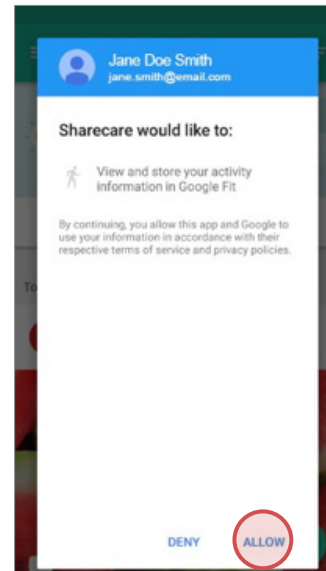 Jane Doe Smith
jane.smith@email.com
Sharecare would like to:
View and store your activity
information in Google Fit
By continuing, you allow this app and Google to
use your information in accordance with their
respective terms of service and privacy policies.
To
DENY ALLOW